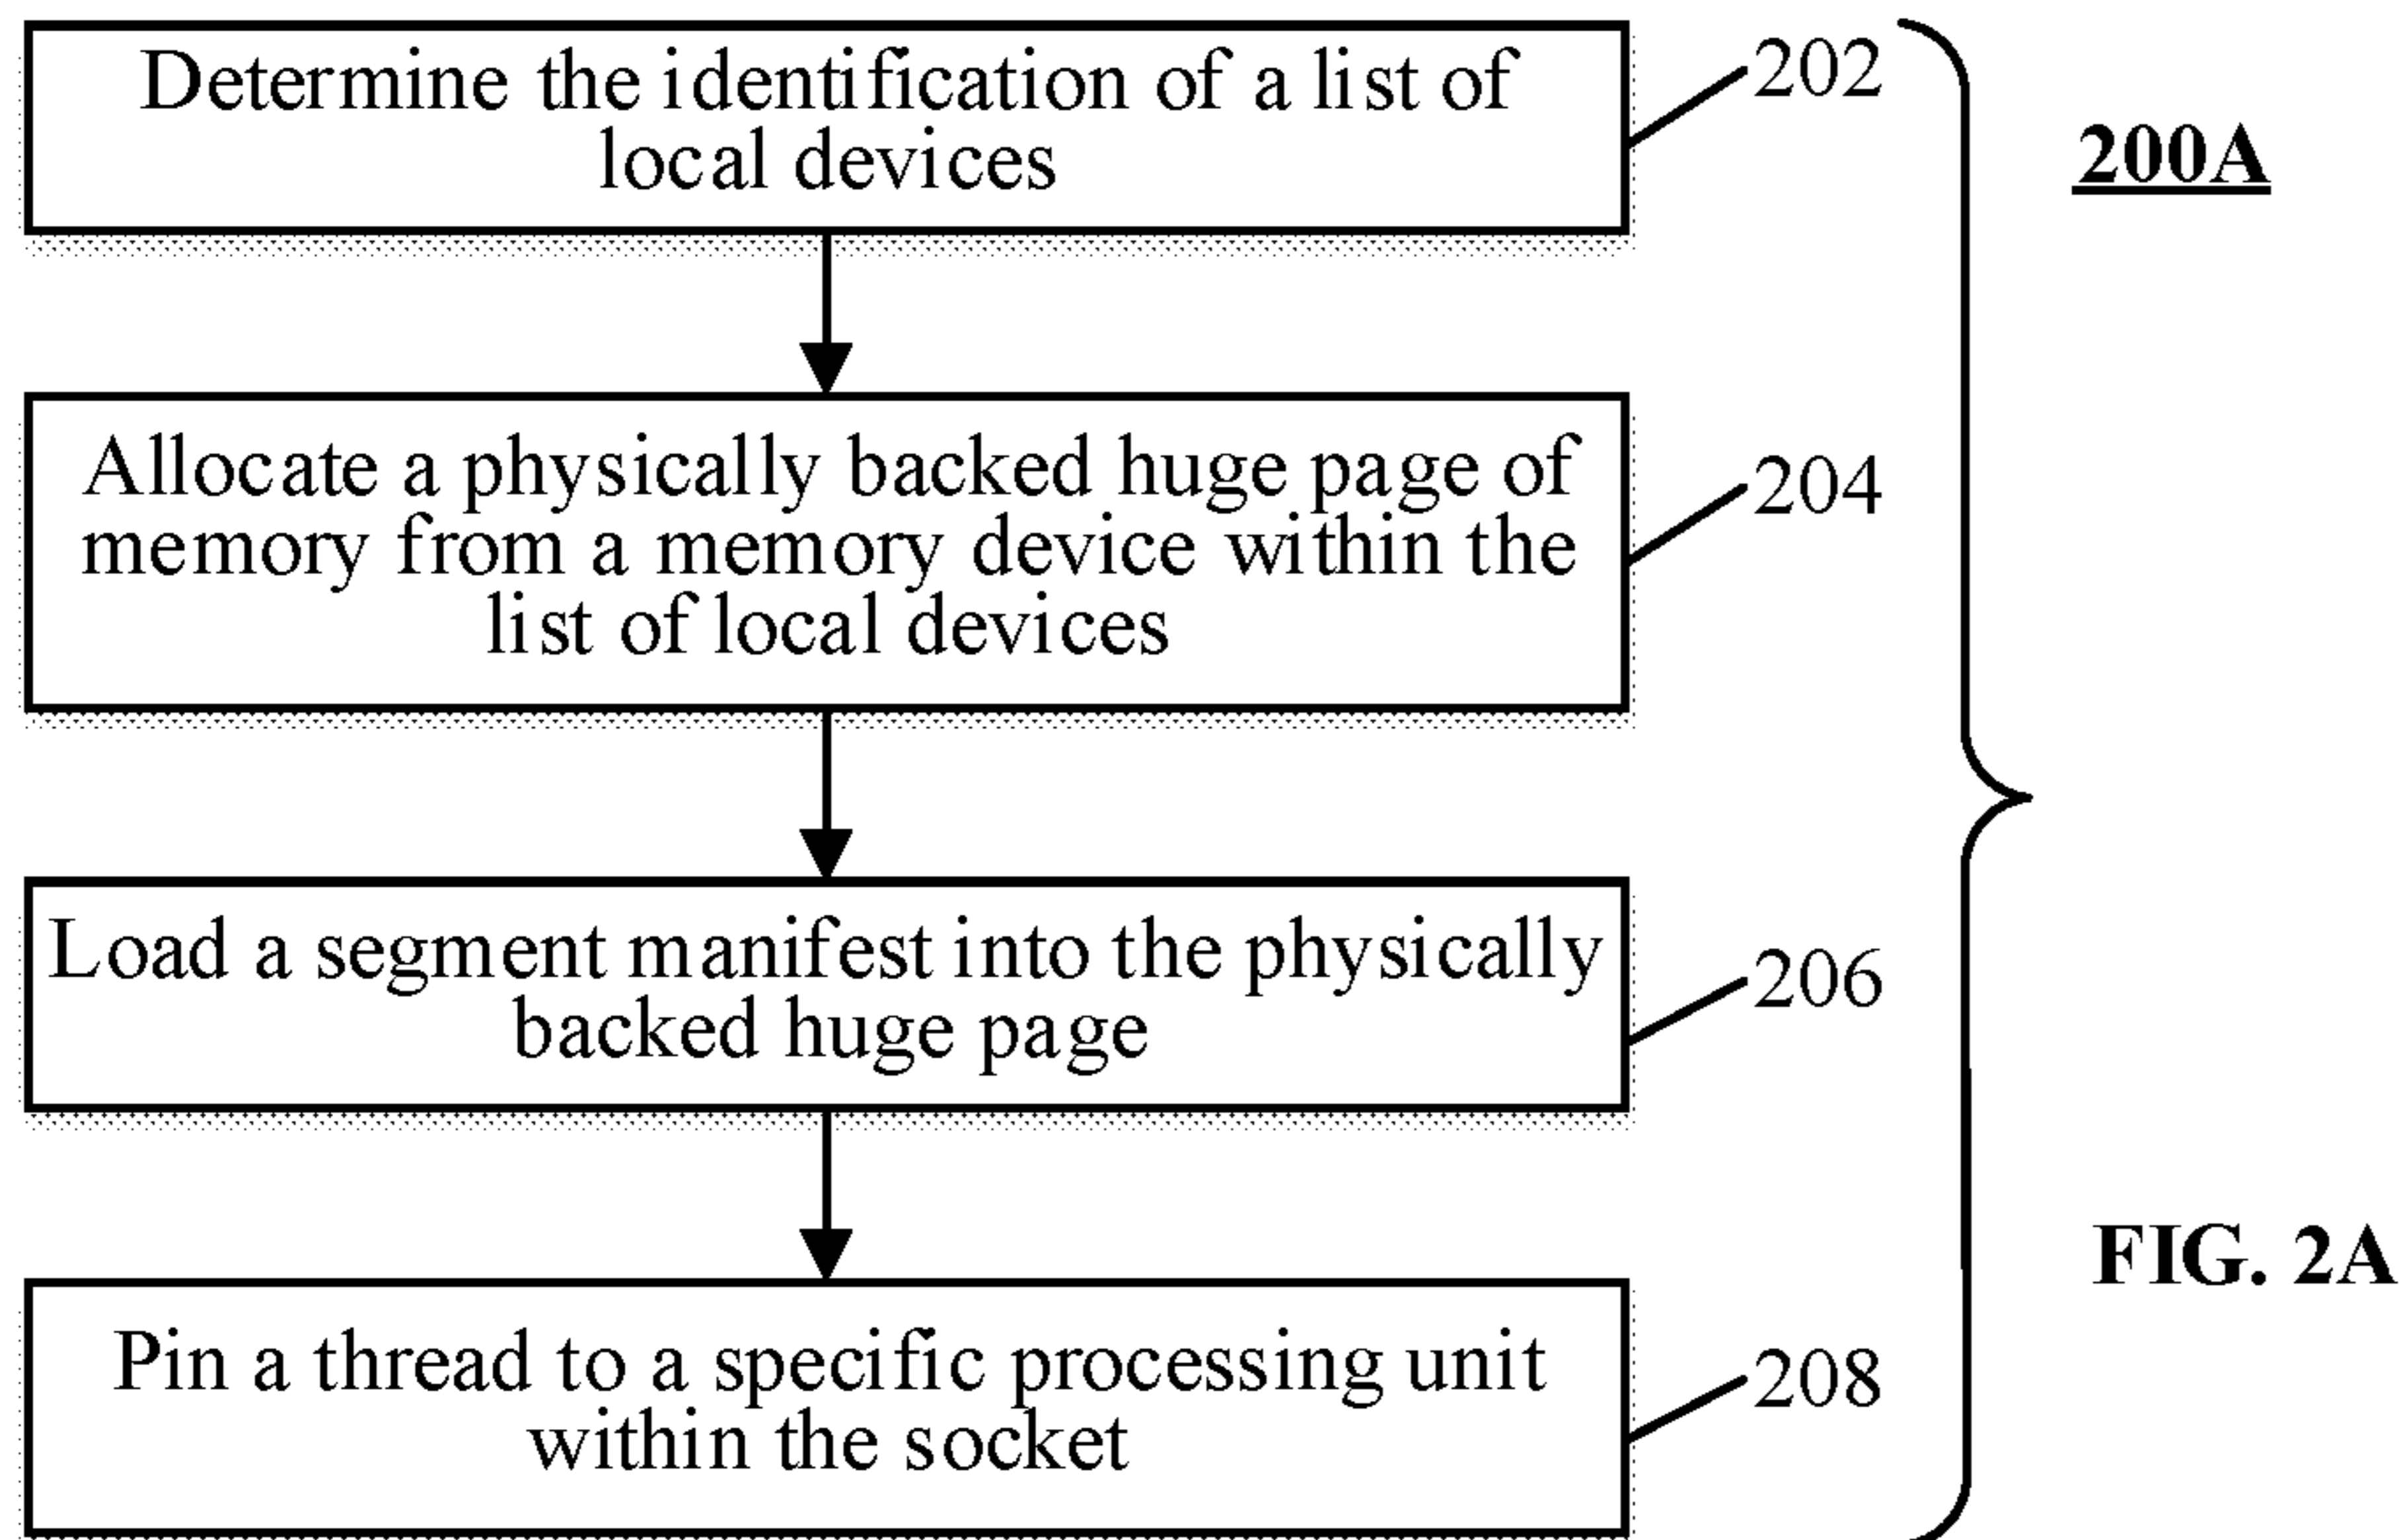 Determine the identification of a list of
local devices
202
200A
Allocate a physically backed huge page of
memory from a memory device within the
list of local devices
204
Load a segment manifest into the physically
backed huge page
206
FIG. 2A
Pin a thread to a specific processing unit
within the socket
208